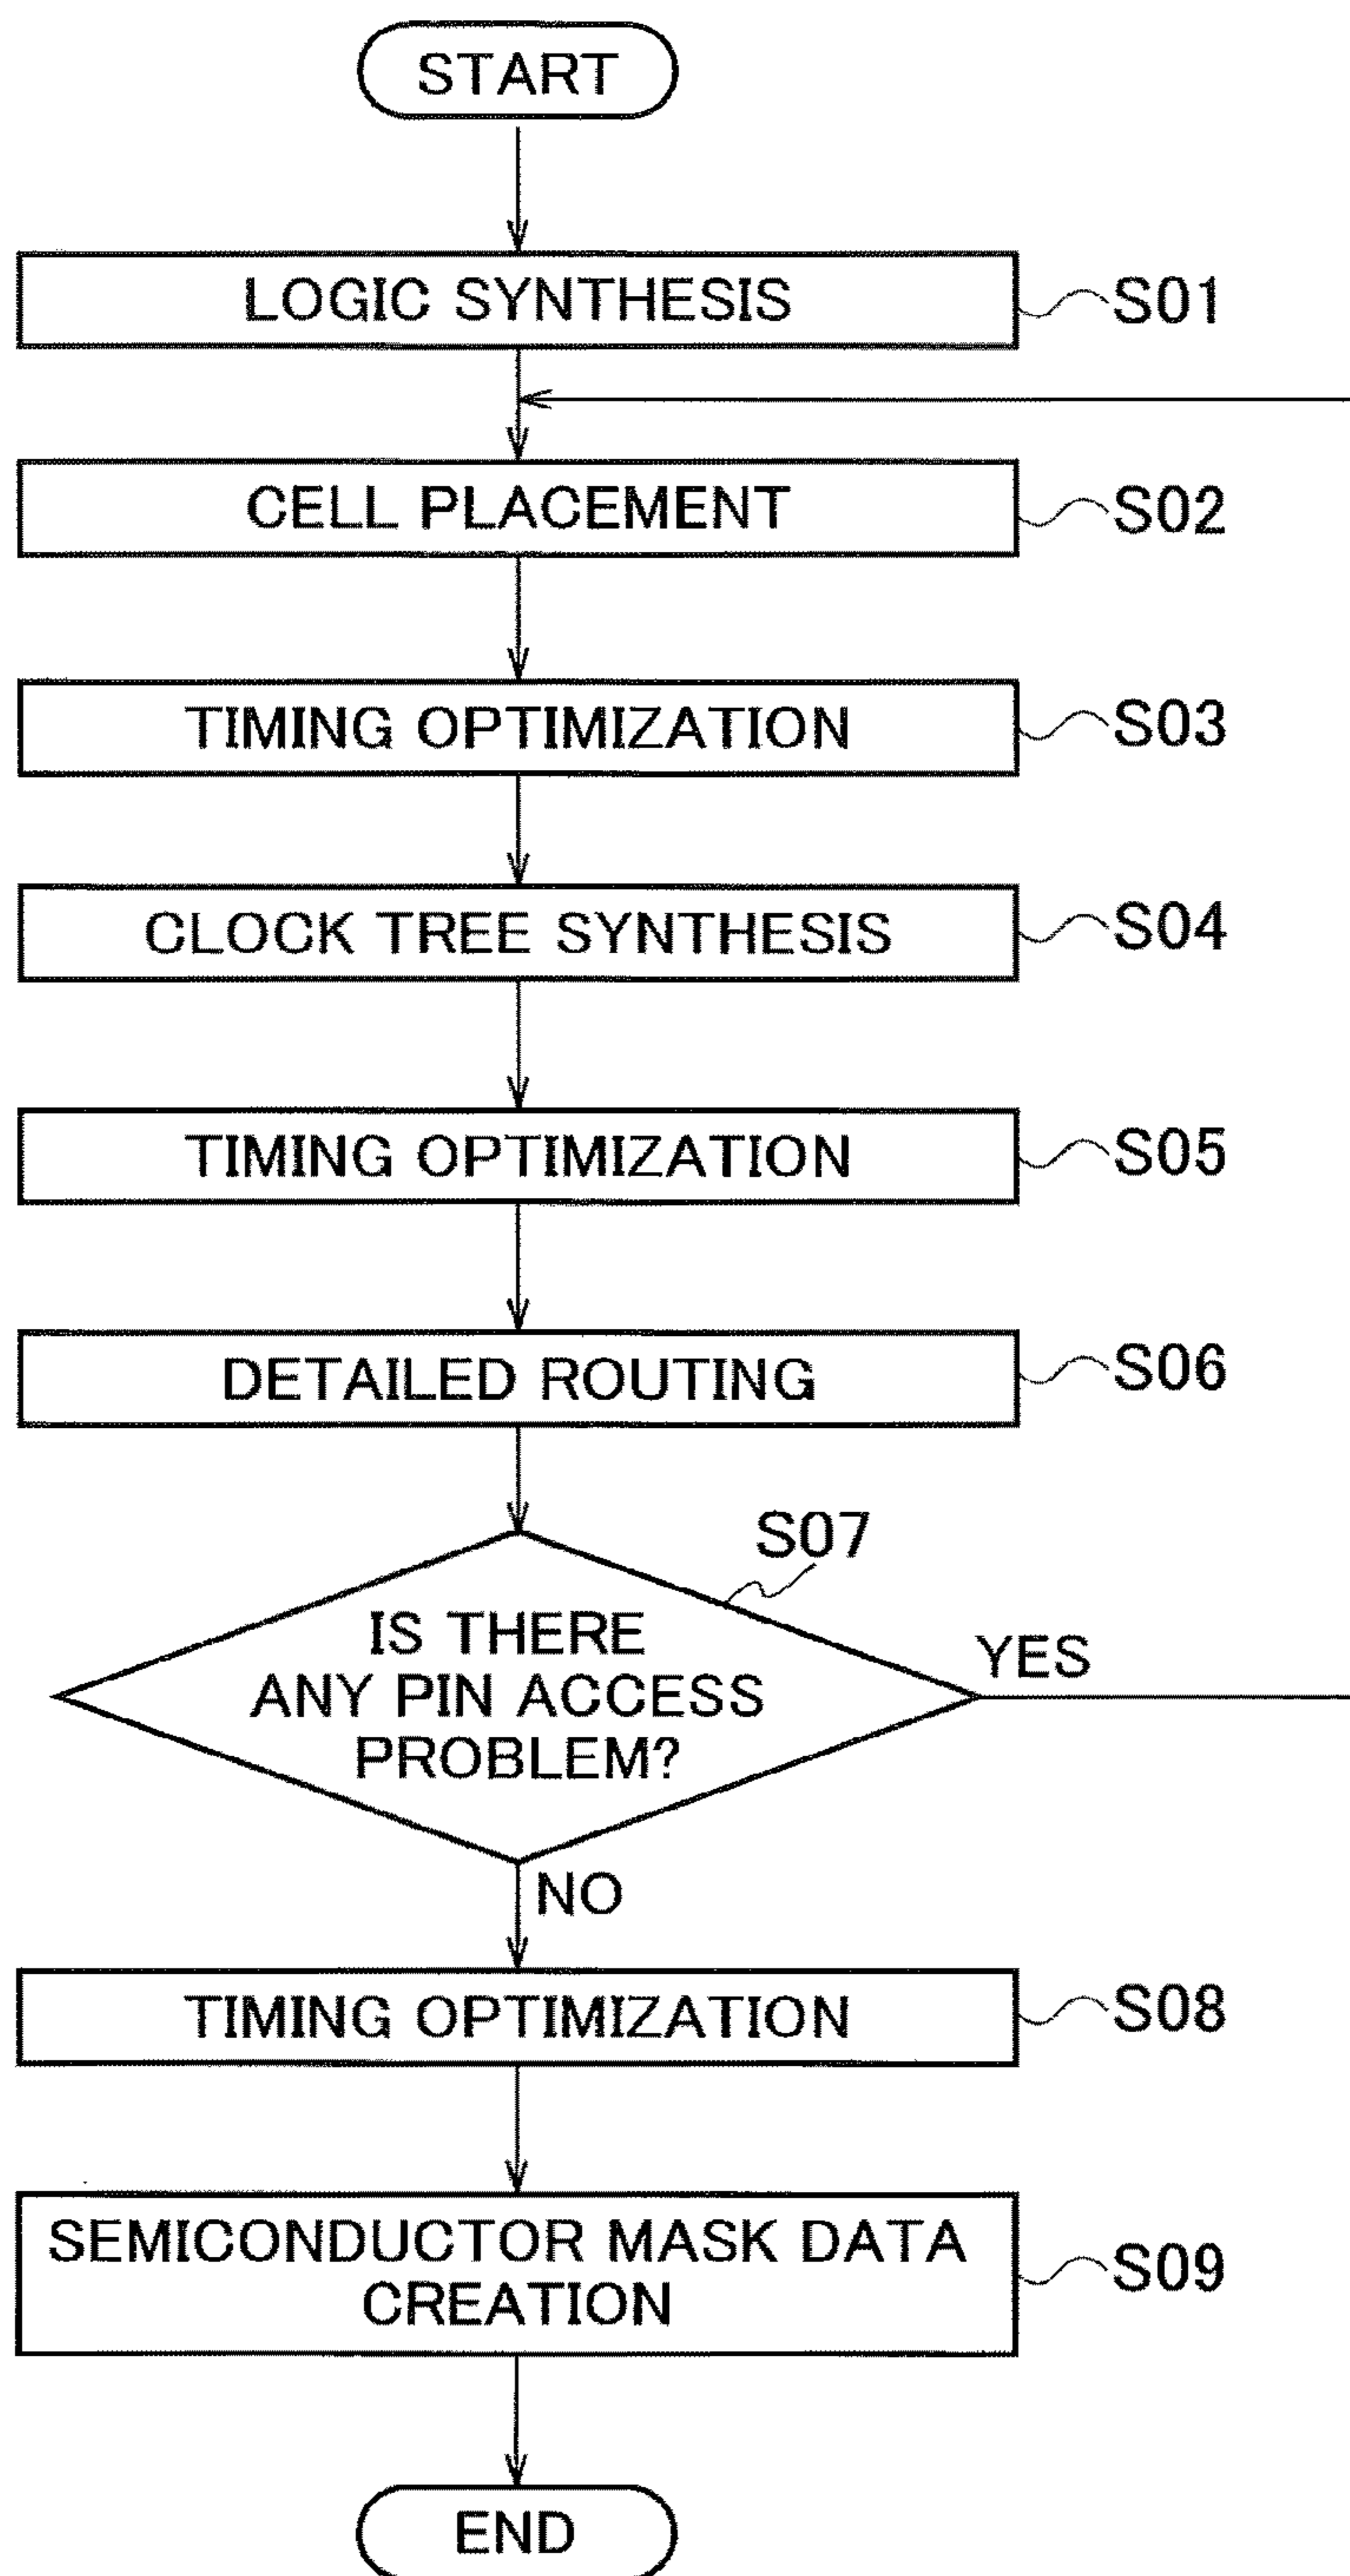 START
LOGIC SYNTHESIS
S01
CELL PLACEMENT
S02
TIMING OPTIMIZATION
S03
CLOCK TREE SYNTHESIS
S04
TIMING OPTIMIZATION
S05
DETAILED ROUTING
S06
S07
IS THERE
ANY PIN ACCESS
PROBLEM?
YES
NO
TIMING OPTIMIZATION
S08
SEMICONDUCTOR MASK DATA
CREATION
S09
END